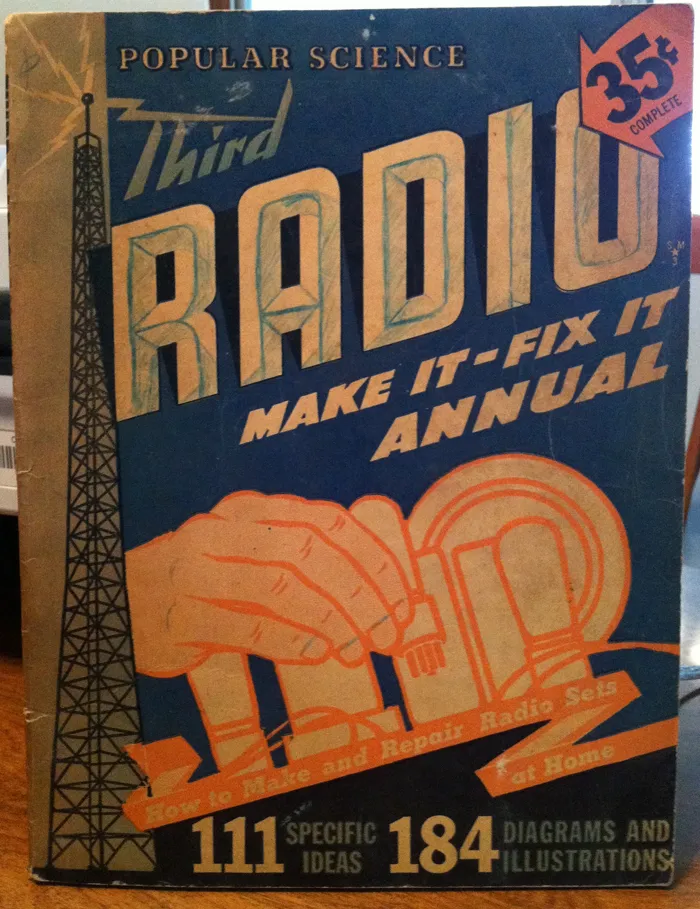 POPULAR SCIENCE
35¢
COMPLETE
Third
RADIO
S M
3
MAKE IT-FIX IT
ANNUAL
How to Make and Repair Radio Sets
at Home
111 SPECIFIC IDEAS 184 DIAGRAMS AND ILLUSTRATIONS